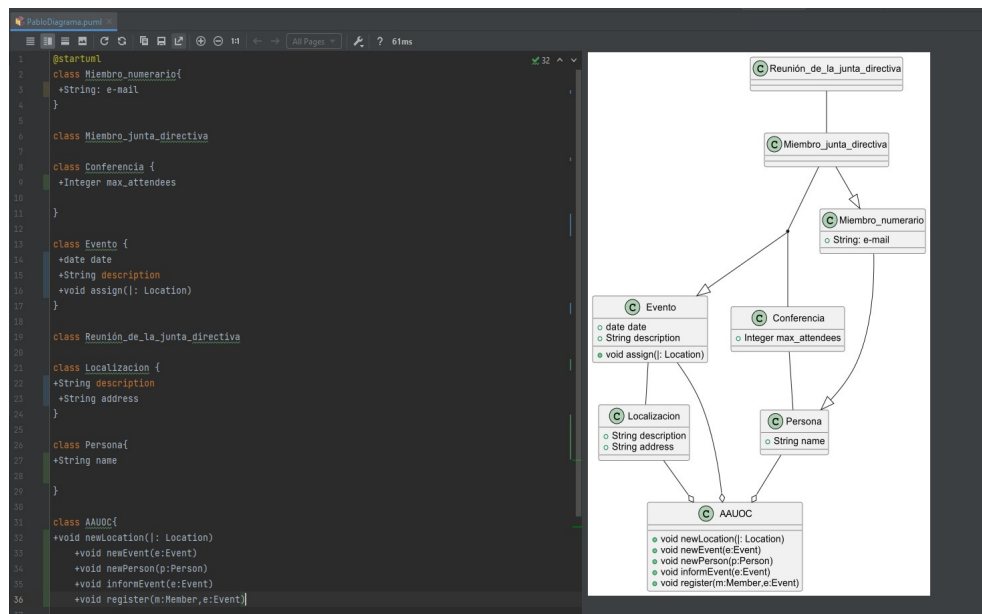 PabloDiagrama.puml
1:1
All Pages
?
61ms
1 @startuml
32
2 class Miembro_numerario{
3 +String: e-mail
4 }
5
6 class Miembro_junta_directiva
7
8 class Conferencia {
9 +Integer max_attendees
10
11 }
12
13 class Evento {
14 +date date
15 +String description
16 +void assign(|: Location)
17 }
18
19 class Reunión_de_la_junta_directiva
20
21 class Localizacion {
22 +String description
23 +String address
24 }
25
26 class Persona{
27 +String name
28
29 }
30
31 class AAUOC{
32 +void newLocation(|: Location)
33 +void newEvent(e:Event)
34 +void newPerson(p:Person)
35 +void informEvent(e:Event)
36 +void register(m:Member,e:Event)
C Reunión_de_la_junta_directiva
C Miembro_junta_directiva
C Miembro_numerario
String: e-mail
C Evento
date date
String description
void assign(|: Location)
C Conferencia
Integer max_attendees
C Localizacion
String description
String address
C Persona
String name
C AAUOC
void newLocation(|: Location)
void newEvent(e:Event)
void newPerson(p:Person)
void informEvent(e:Event)
void register(m:Member,e:Event)